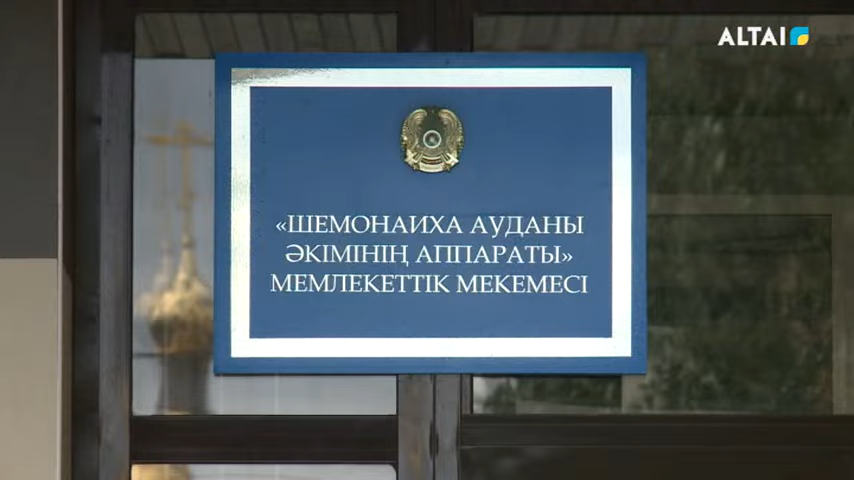 ALTAI
«ШЕМОНАИХА АУДАНЫ
ӘКІМІНІҢ АППАРАТЫ»
МЕМЛЕКЕТТІК МЕКЕМЕСІ